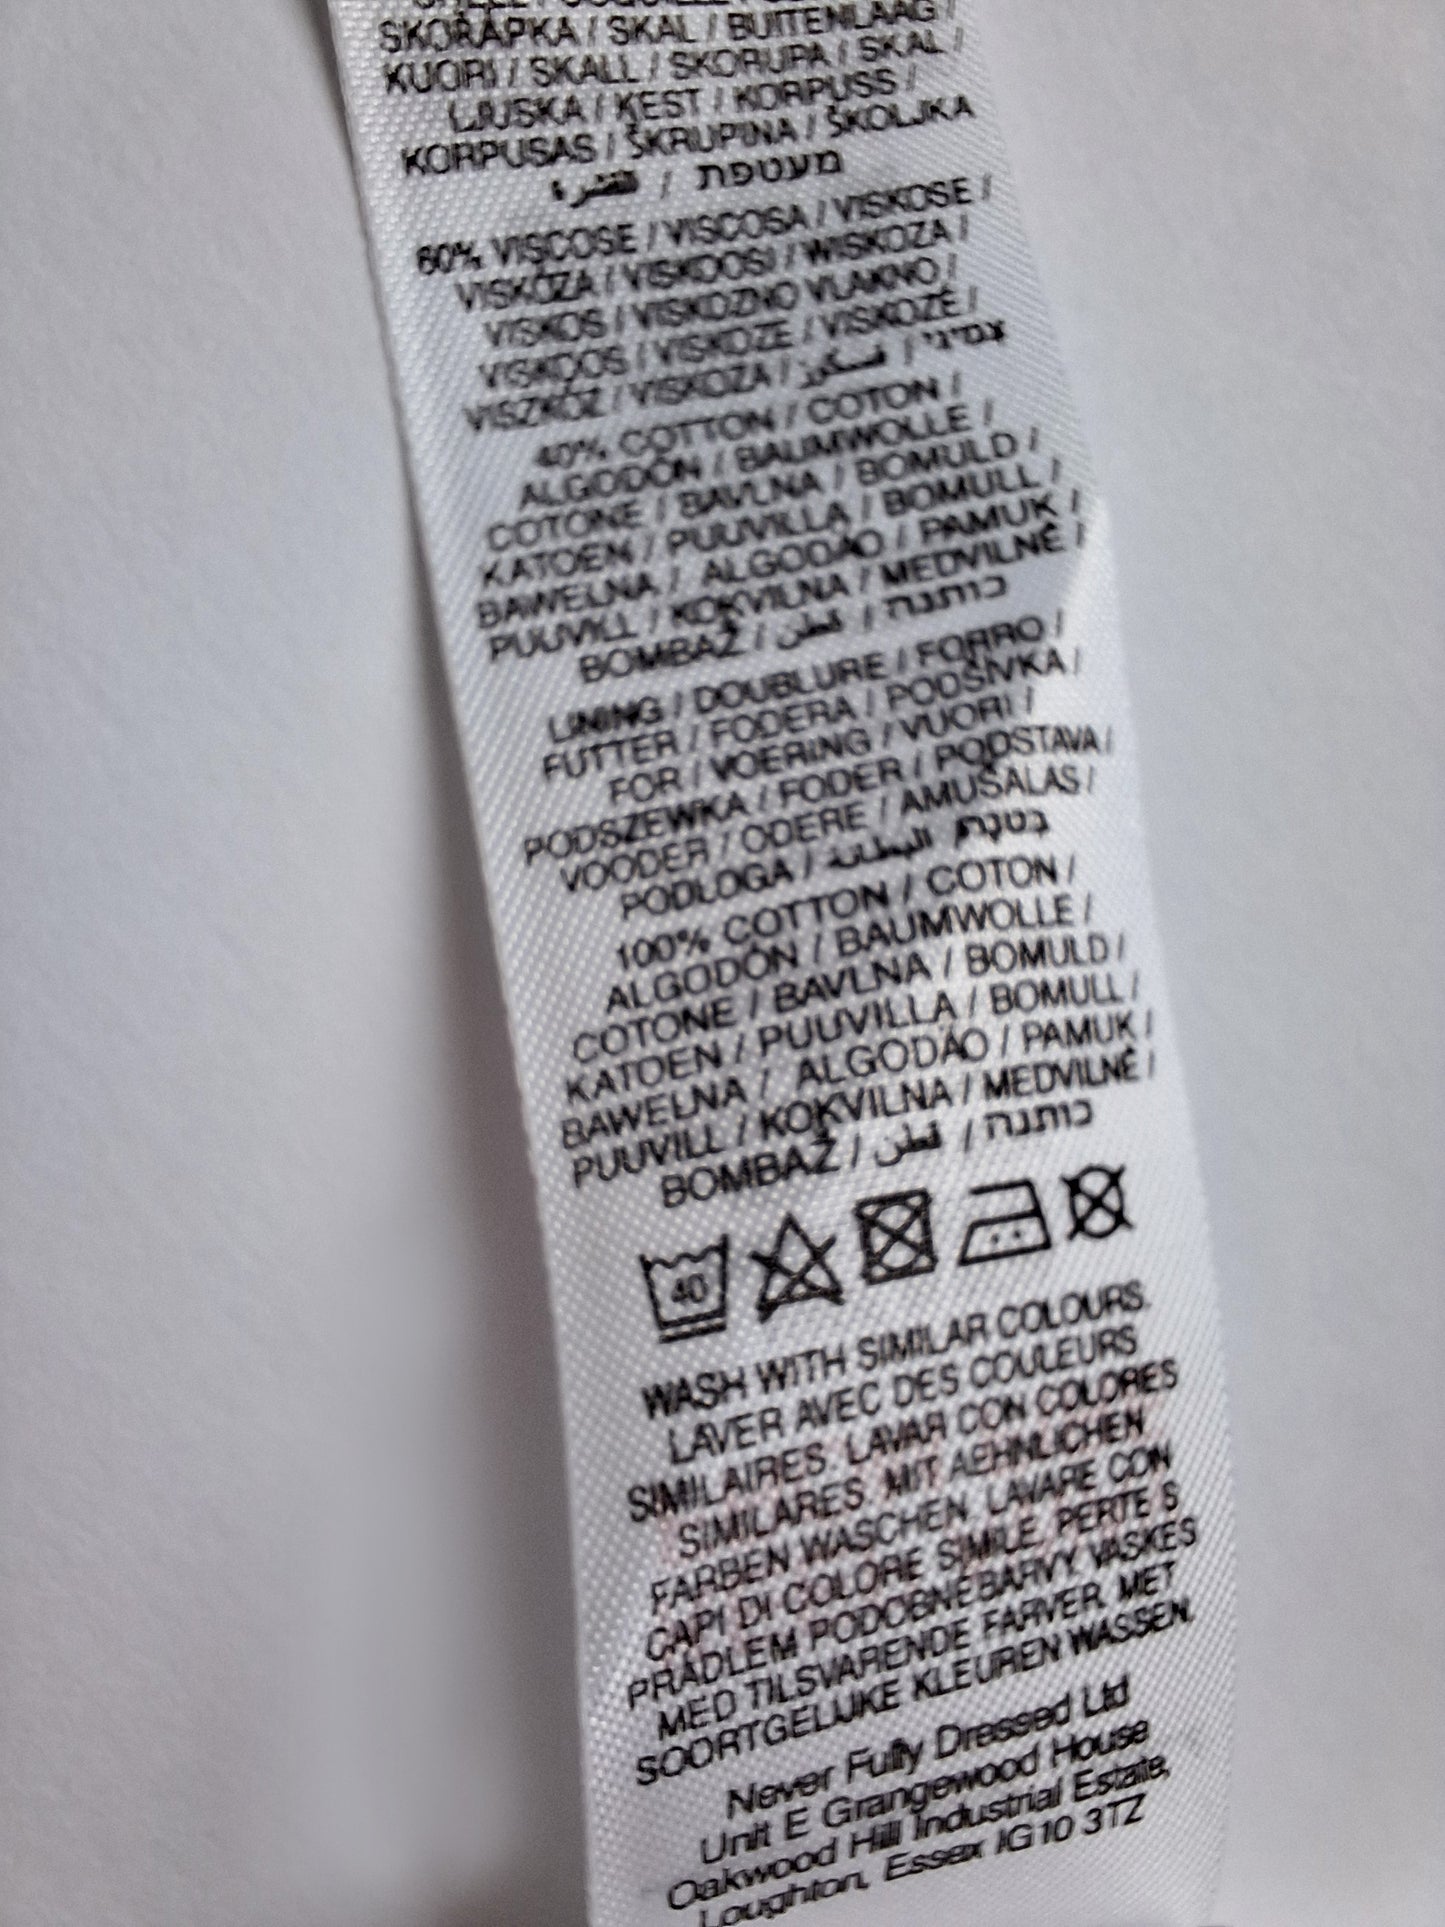 SKOŘÁPKA / SKAL / BUITENLAAG /
KUORI / SKALL / SKORUPA / SKAL /
LJUSKA / KEST / KORPUSS /
KORPUSAS / ŠKRUPINA / ŠKOLJKA
القشرة / מעטפת
60% VISCOSE / VISCOSA / VISKOSE /
VISKÓZA / VISKOOSI / WISKOZA /
VISKOS / VISKOZNO VLAKNO /
VISKOOS / VISKOZE / VISKOZĖ /
VISZKÓZ / VISKOZA / فسكوز /
40% COTTON / COTON /
ALGODÓN / BAUMWOLLE /
COTONE / BAVLNA / BOMULD /
KATOEN / PUUVILLA / BOMULL /
BAWEŁNA / ALGODÃO / PAMUK /
PUUVILL / KOKVILNA / MEDVILNĖ /
BOMBAŽ / قطن / כותנה
LINING / DOUBLURE / FORRO /
FUTTER / FODERA / PODŠÍVKA /
FOR / VOERING / VUORI /
PODSZEWKA / FODER / PODSTAVA /
VOODER / ODERE / AMUŠALAS /
PODLOGA / البطانة בטנת
100% COTTON / COTON /
ALGODÓN / BAUMWOLLE /
COTONE / BAVLNA / BOMULD /
KATOEN / PUUVILLA / BOMULL /
BAWEŁNA / ALGODÃO / PAMUK /
PUUVILL / KOKVILNA / MEDVILNĖ /
BOMBAŽ / قطن / כותנה
40
WASH WITH SIMILAR COLOURS.
LAVER AVEC DES COULEURS
SIMILAIRES. LAVAR CON COLORES
SIMILARES. MIT AEHNLICHEN
FARBEN WASCHEN. LAVARE CON
CAPI DI COLORE SIMILE. PERTE S
PRÁDLEM PODOBNÉ BARVY. VASKES
MED TILSVARENDE FARVER. MET
SOORTGELIJKE KLEUREN WASSEN.
Never Fully Dressed Ltd
Unit E Grangewood House
Oakwood Hill Industrial Estate,
Loughton, Essex IG10 3TZ